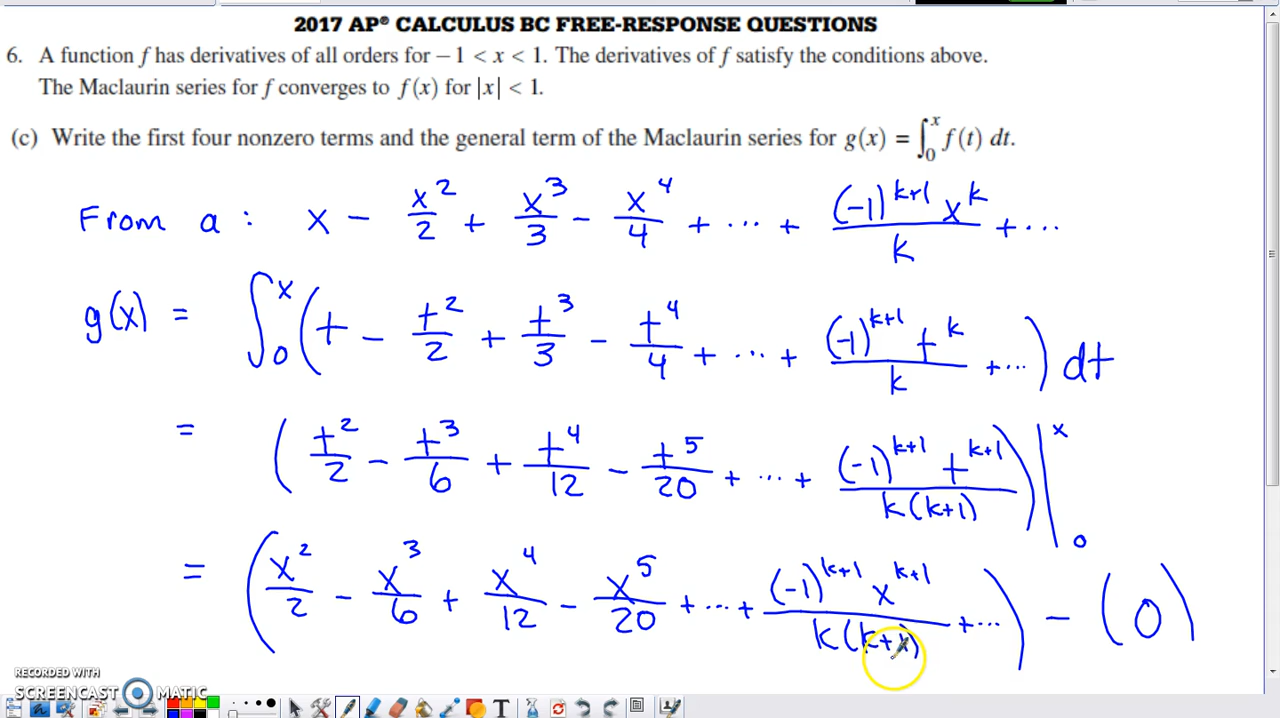 2017 AP® CALCULUS BC FREE-RESPONSE QUESTIONS
6. A function f has derivatives of all orders for −1 < x < 1. The derivatives of f satisfy the conditions above.
The Maclaurin series for f converges to f(x) for |x| < 1.
(c) Write the first four nonzero terms and the general term of the Maclaurin series for g(x) = ∫₀ˣ f(t) dt.
From a : x − x²/2 + x³/3 − x⁴/4 + ⋯ + (-1)^(k+1) x^k / k + ⋯
g(x) = ∫₀ˣ (t − t²/2 + t³/3 − t⁴/4 + ⋯ + (-1)^(k+1) t^k / k + ⋯) dt
= (t²/2 − t³/6 + t⁴/12 − t⁵/20 + ⋯ + (-1)^(k+1) t^(k+1) / k(k+1)) |₀ˣ
= (x²/2 − x³/6 + x⁴/12 − x⁵/20 + ⋯ + (-1)^(k+1) x^(k+1) / k(k+x) + ⋯) − (0)
RECORDED WITH
SCREENCAST MATIC
T